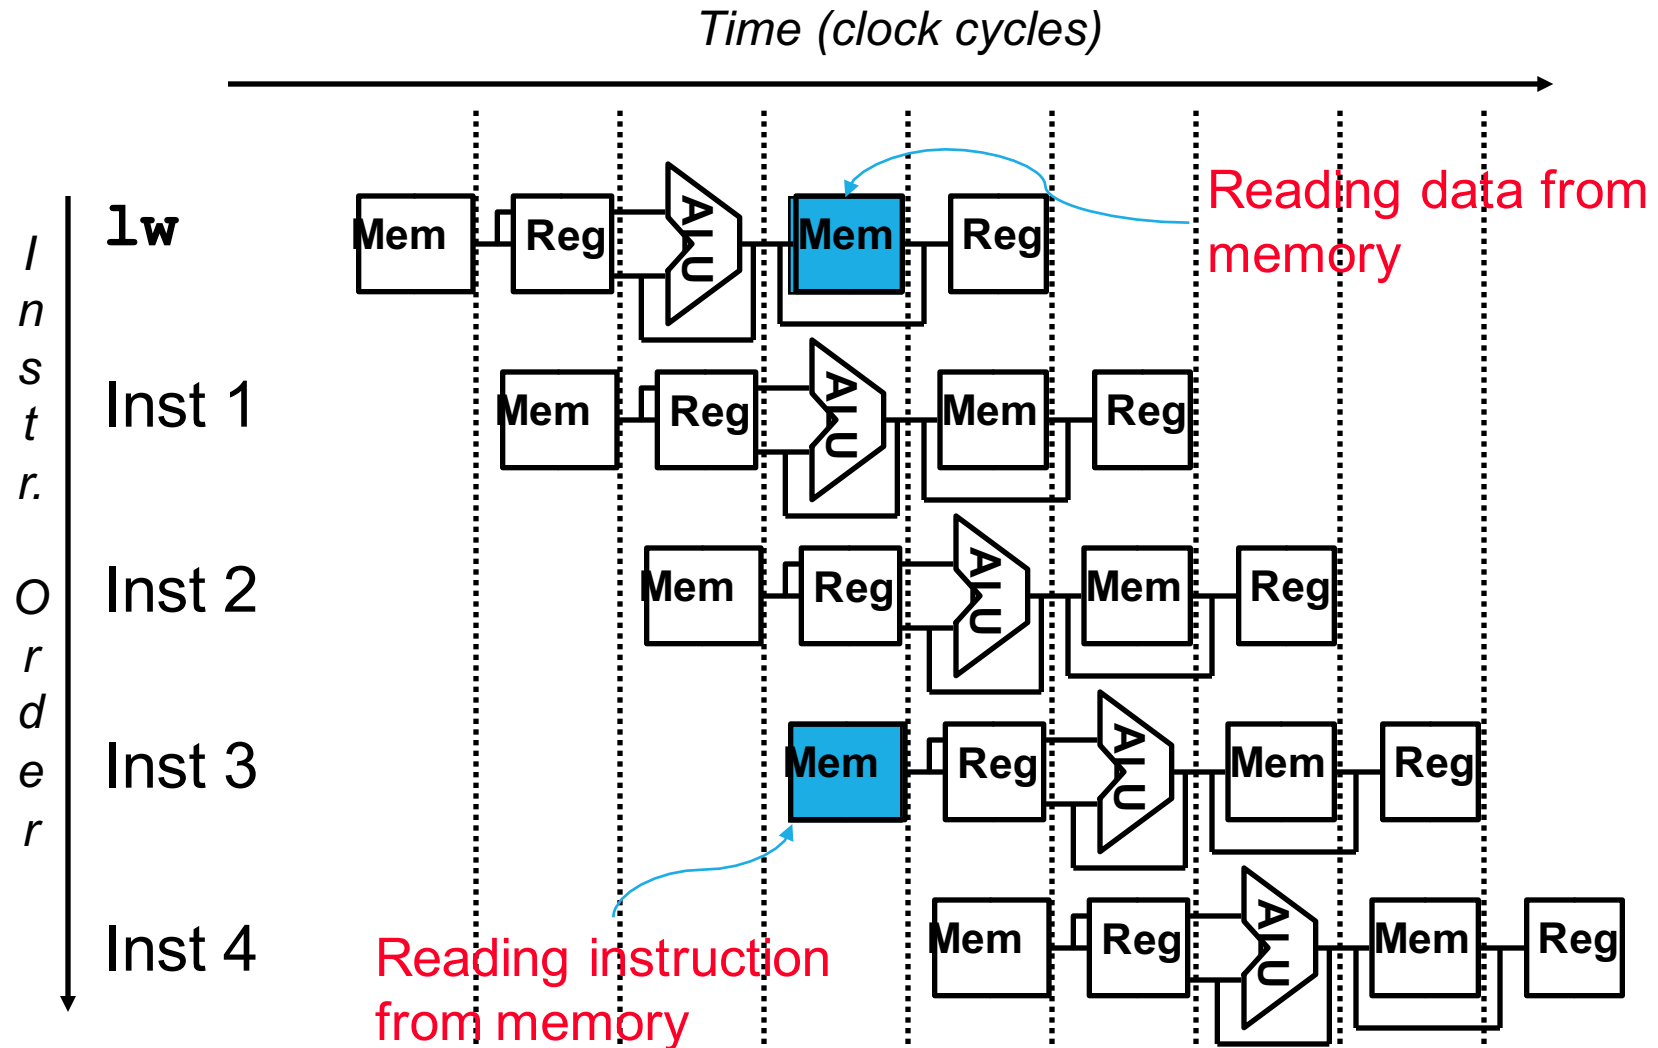 Time (clock cycles)
Instr. Order
lw
Mem Reg ALU Mem Reg
Reading data from
memory
Inst 1
Mem Reg ALU Mem Reg
Inst 2
Mem Reg ALU Mem Reg
Inst 3
Mem Reg ALU Mem Reg
Inst 4
Mem Reg ALU Mem Reg
Reading instruction
from memory